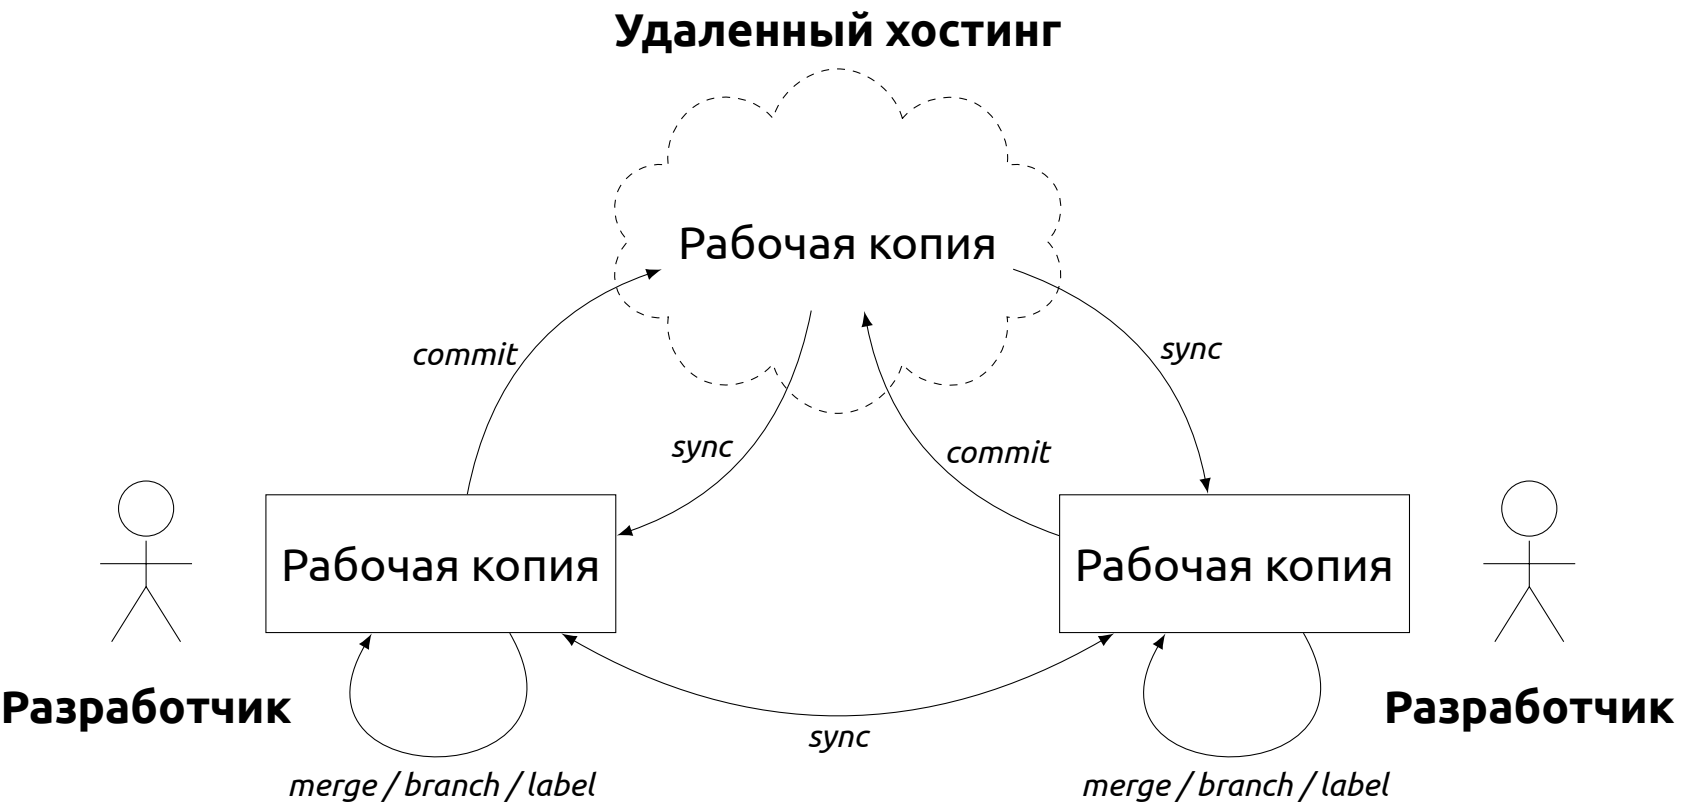 Удаленный хостинг
Рабочая копия
commit
sync
sync
commit
Рабочая копия
Рабочая копия
Разработчик
Разработчик
sync
merge / branch / label
merge / branch / label